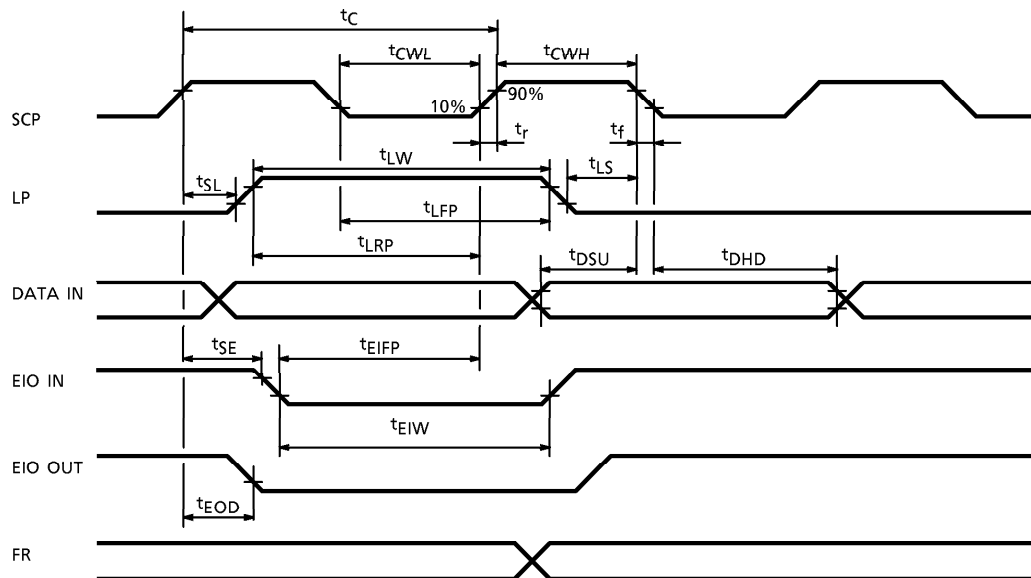 tC
tCWL tCWH
SCP 10% 90%
tr tf
tLW tLS
LP tSL
tLFP
tLRP tDSU tDHD
DATA IN
tSE tEIFP
EIO IN
tEIW
EIO OUT
tEOD
FR